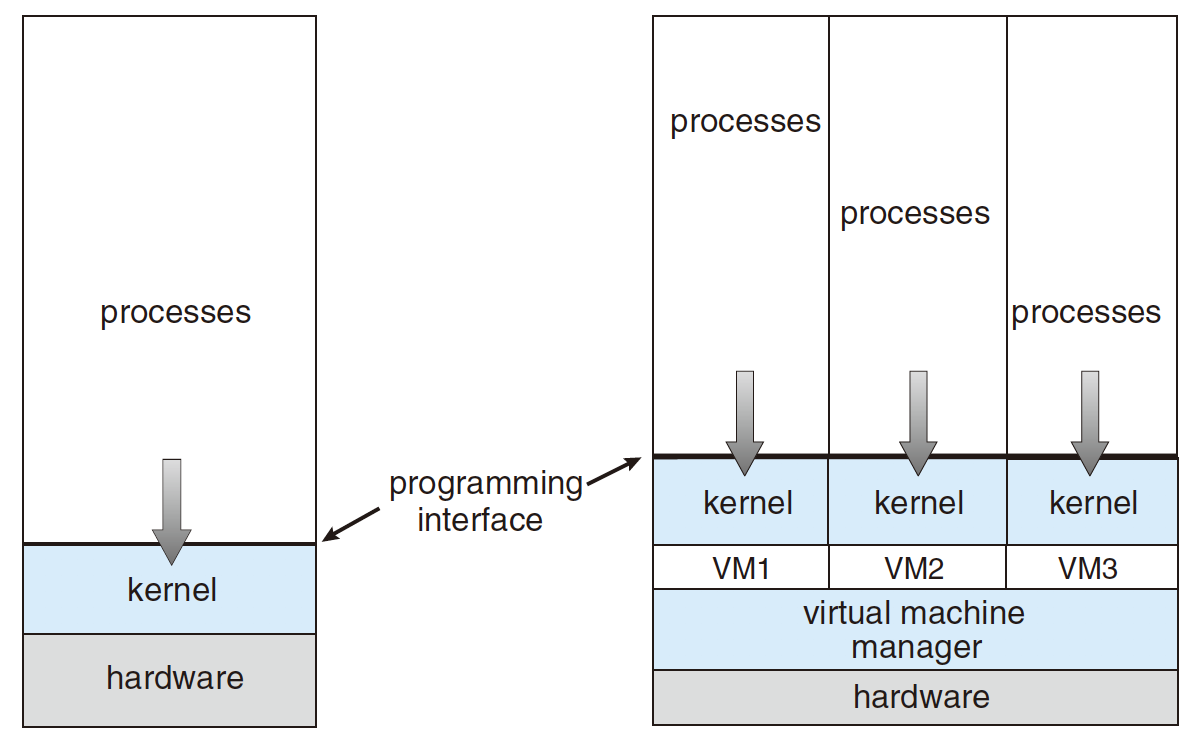 processes
kernel
hardware
programming
interface
processes
processes
processes
kernel
kernel
kernel
VM1
VM2
VM3
virtual machine
manager
hardware